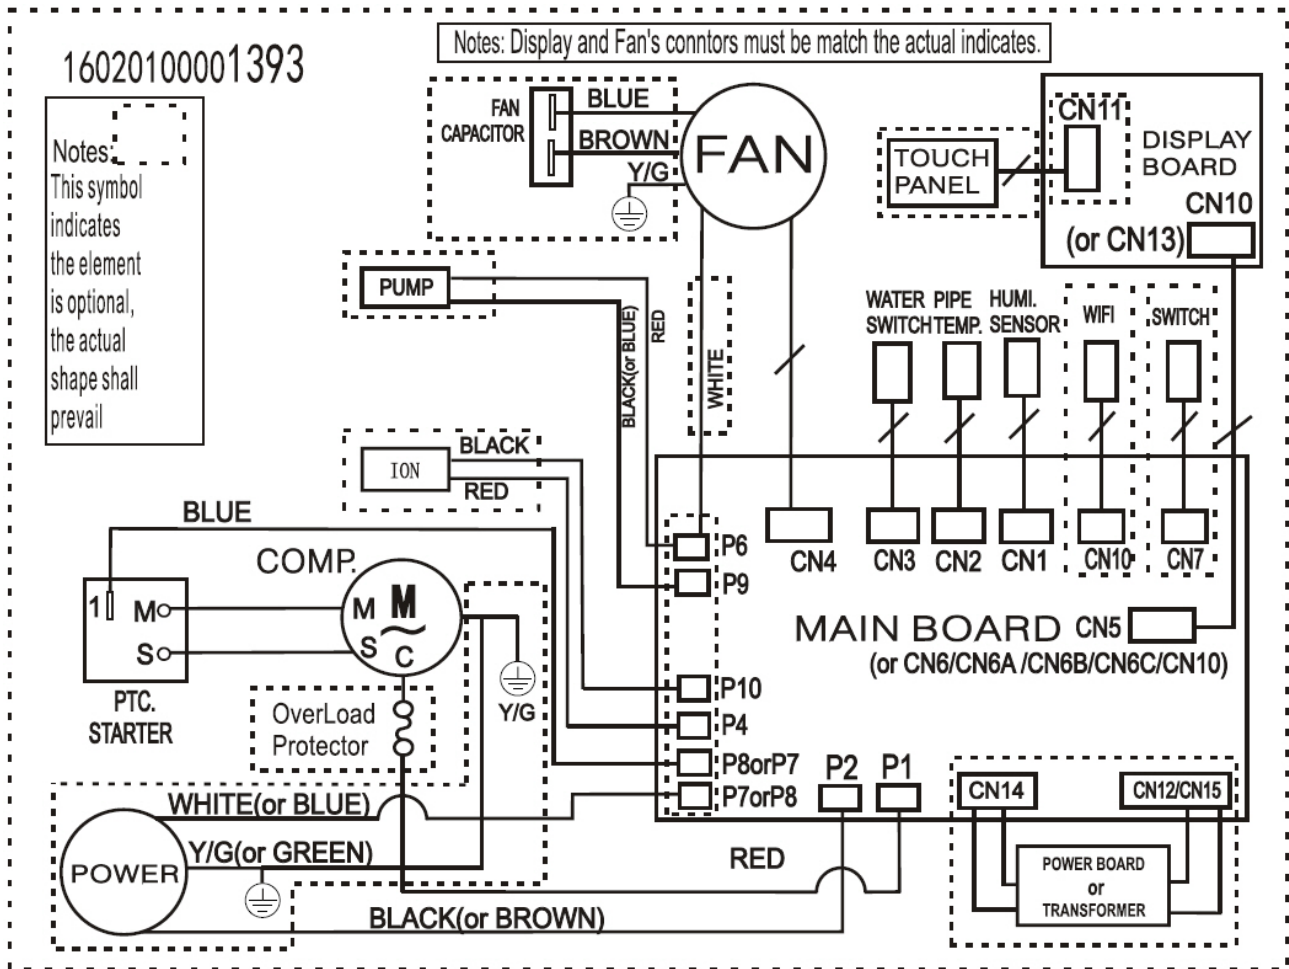 Notes: Display and Fan's conntors must be match the actual indicates.
16020100001393
Notes:
This symbol
indicates
the element
is optional,
the actual
shape shall
prevail
FAN
CAPACITOR
BLUE
BROWN
Y/G
FAN
TOUCH
PANEL
CN11
DISPLAY
BOARD
CN10
(or CN13)
PUMP
BLACK(or BLUE)
RED
WHITE
WATER
SWITCH
PIPE
TEMP.
HUMI.
SENSOR
WIFI
SWITCH
ION
BLACK
RED
BLUE
COMP.
1
M
S
M
M
S
C
PTC.
STARTER
OverLoad
Protector
Y/G
P6
P9
P10
P4
P8orP7
P7orP8
CN4
CN3
CN2
CN1
CN10
CN7
MAIN BOARD
CN5
(or CN6/CN6A /CN6B/CN6C/CN10)
P2
P1
CN14
CN12/CN15
POWER BOARD
or
TRANSFORMER
POWER
WHITE(or BLUE)
Y/G(or GREEN)
BLACK(or BROWN)
RED